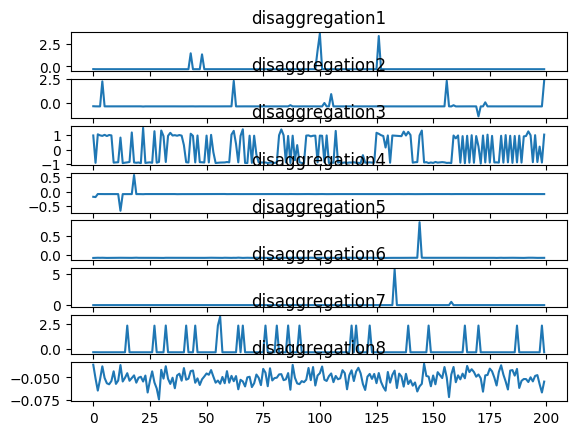 disaggregation1
2.5
0.0
disaggregation2
2.5
0.0
disaggregation3
1
0
−1
disaggregation4
0.5
0.0
−0.5
disaggregation5
0.5
0.0
disaggregation6
5
0
disaggregation7
2.5
0.0
disaggregation8
−0.050
−0.075
0 25 50 75 100 125 150 175 200